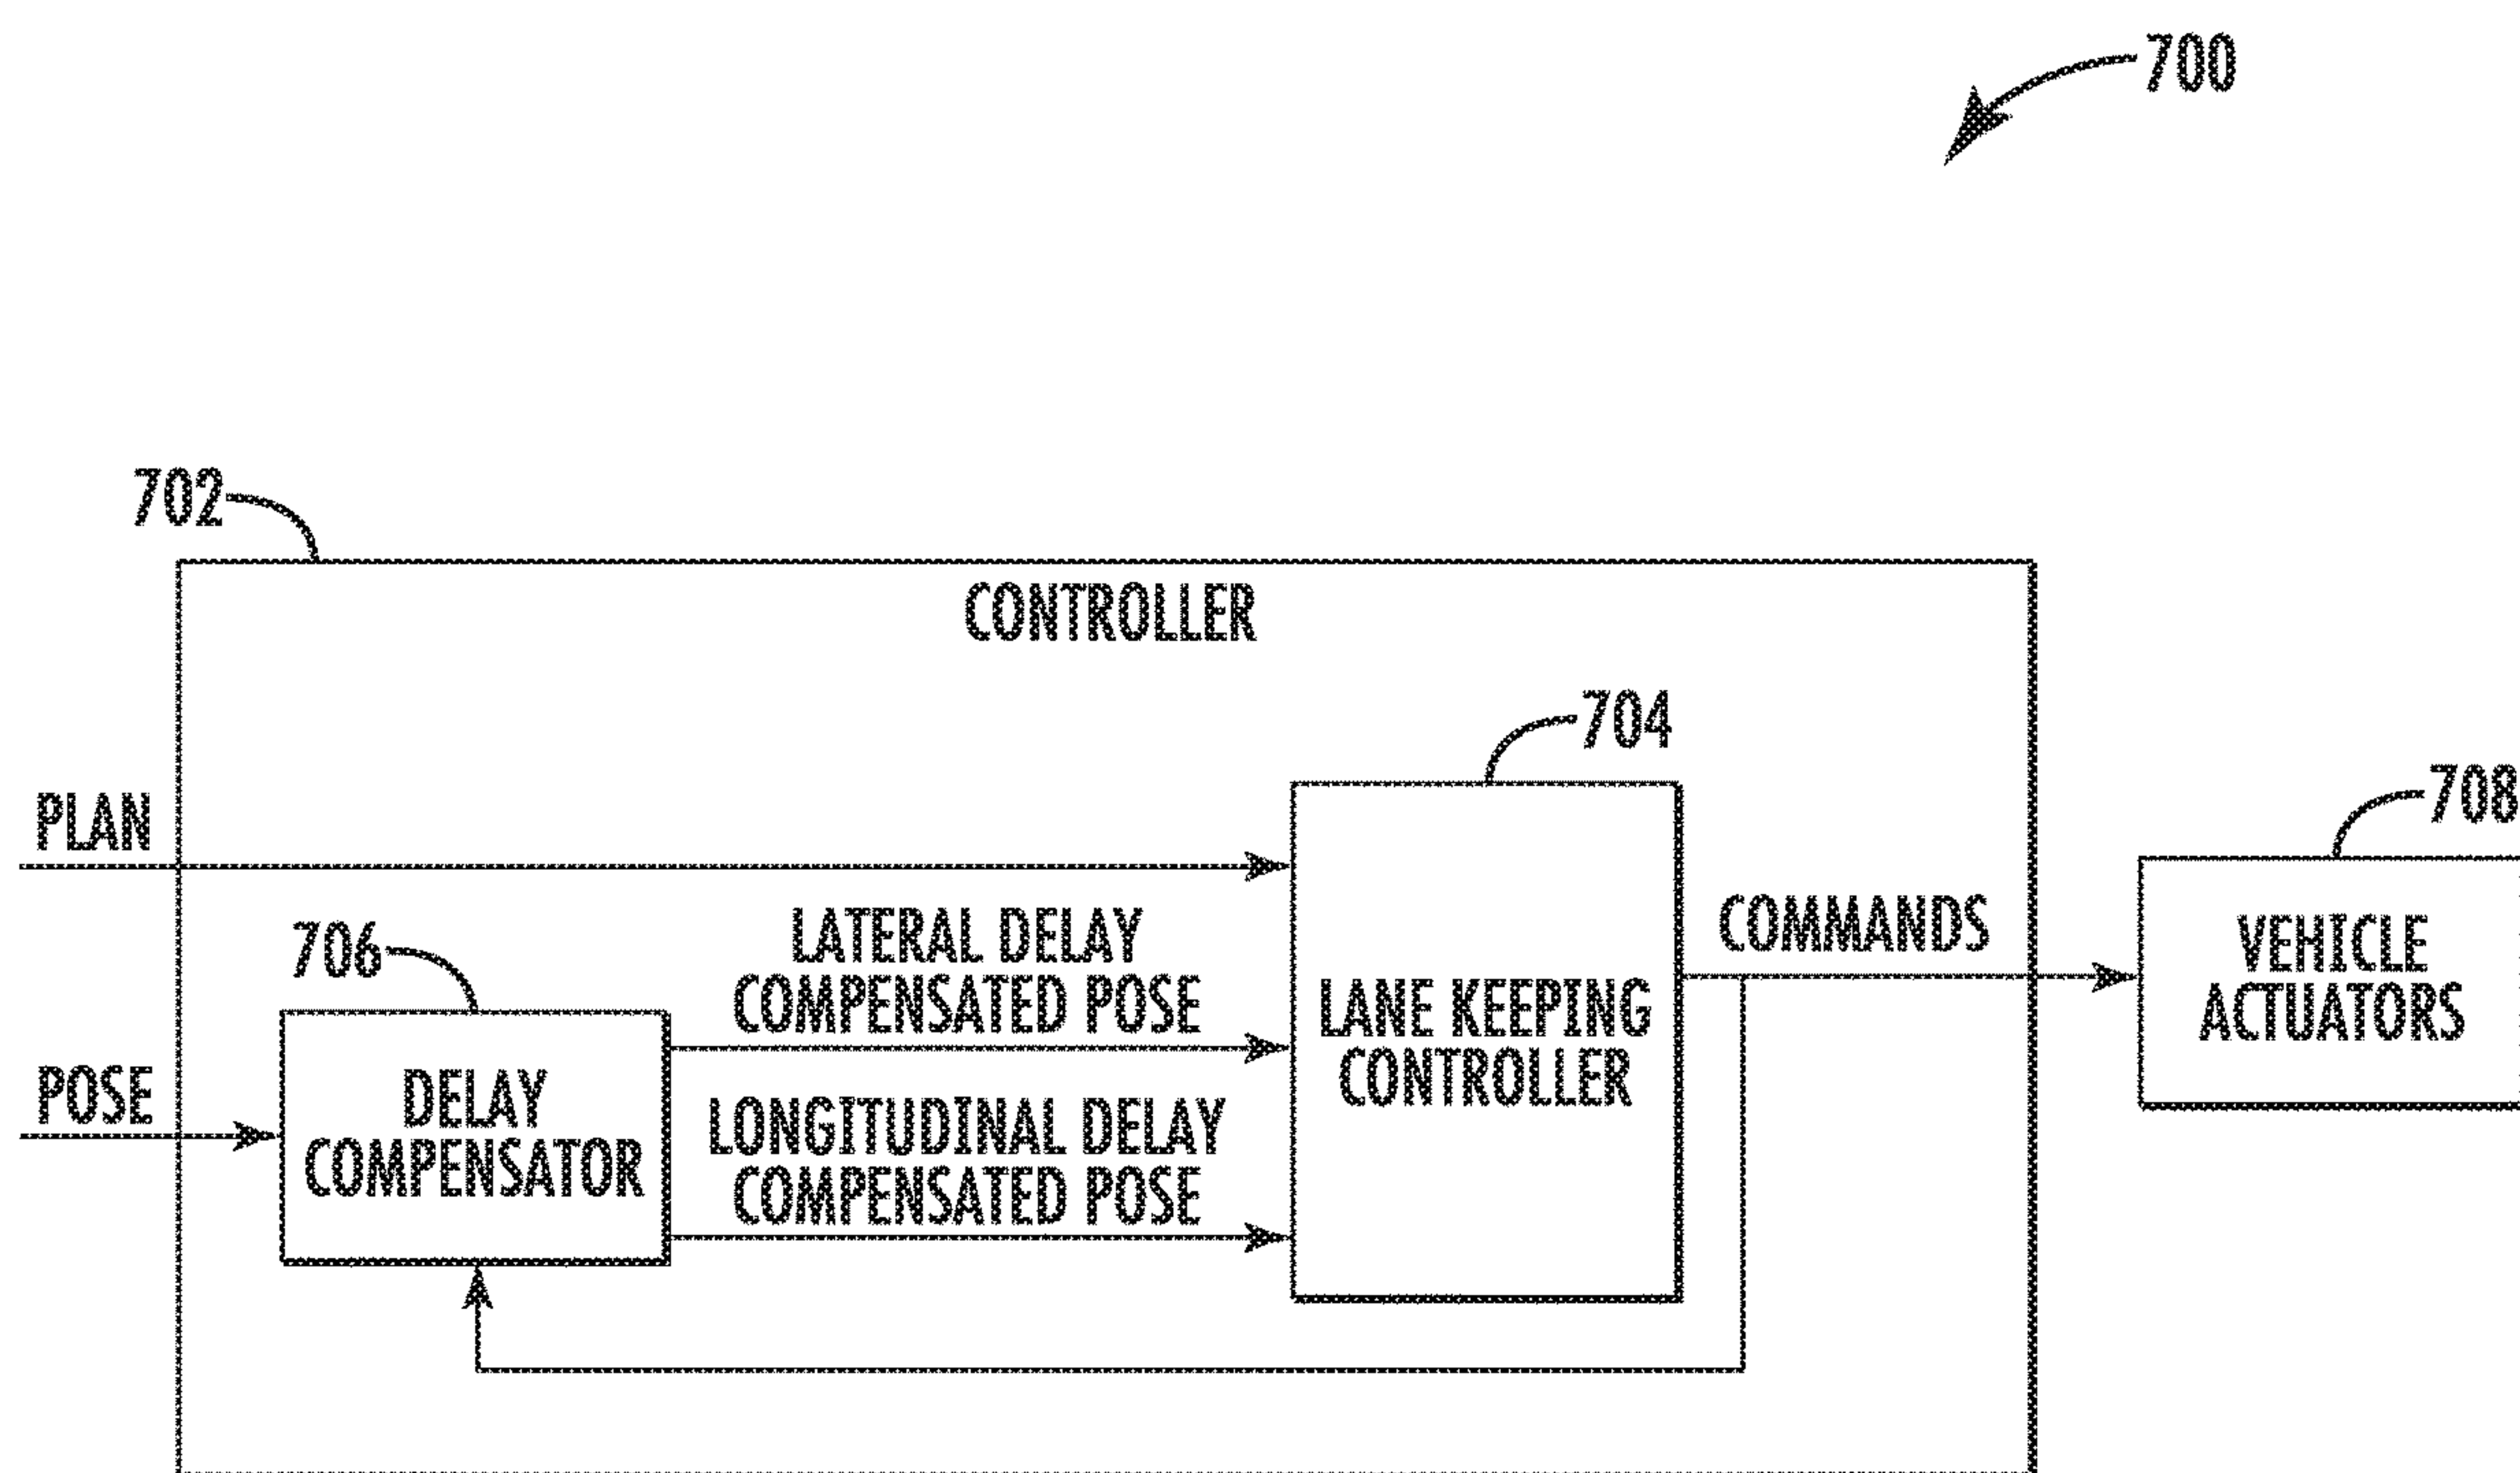 700
702
CONTROLLER
704
708
PLAN
706
LATERAL DELAY
COMPENSATED POSE
COMMANDS
VEHICLE
ACTUATORS
LANE KEEPING
CONTROLLER
POSE
DELAY
COMPENSATOR
LONGITUDINAL DELAY
COMPENSATED POSE